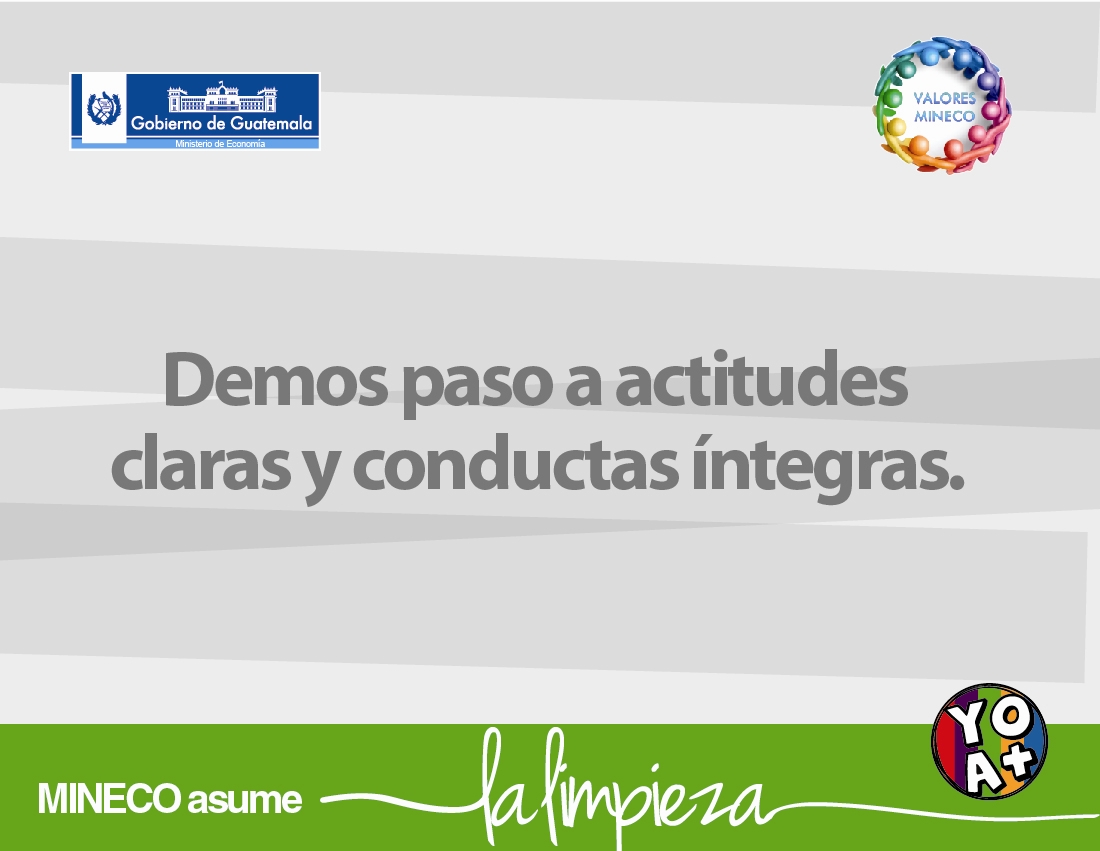 Gobierno de Guatemala
Ministerio de Economía
VALORES
MINECO
Demos paso a actitudes
claras y conductas íntegras.
YO
A+
MINECO asume la limpieza